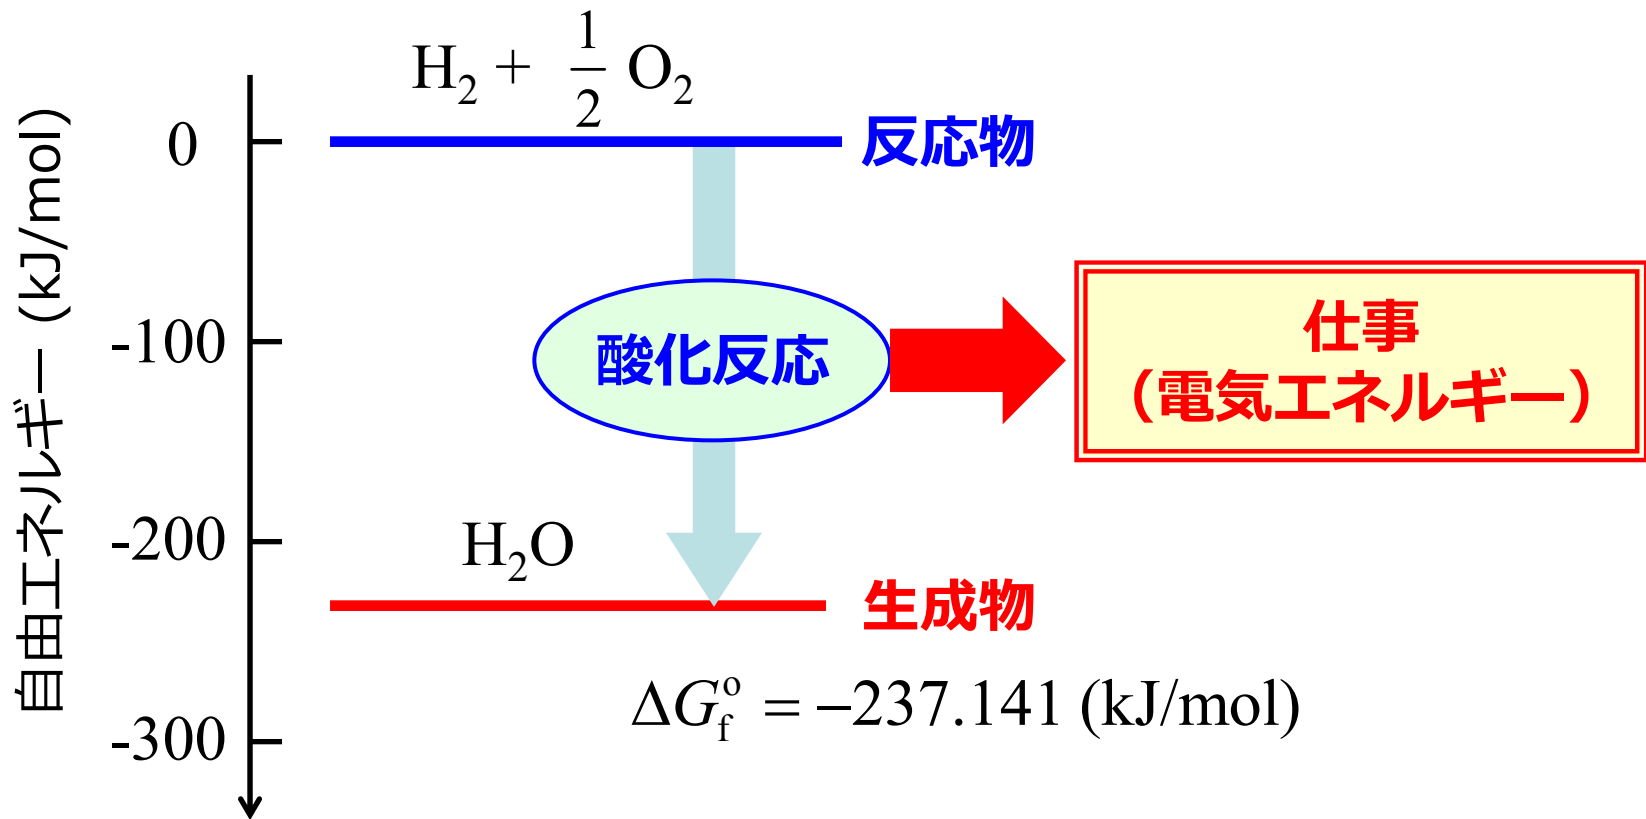 H₂ + 1/2 O₂
反応物
自由エネルギー (kJ/mol)
0
-100
-200
-300
酸化反応
仕事
（電気エネルギー）
H₂O
生成物
ΔG°f = −237.141 (kJ/mol)